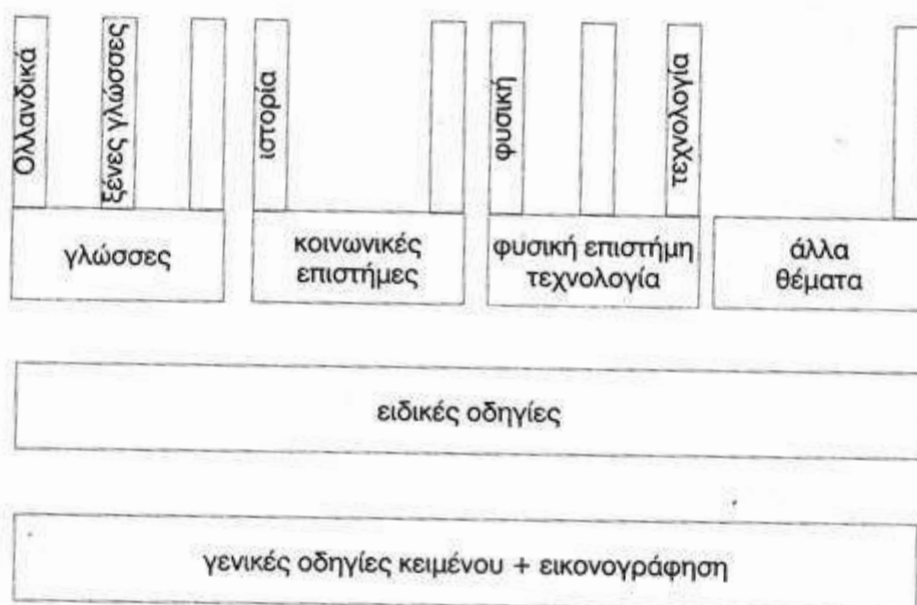 Ολλανδικά
ξένες γλώσσες
ιστορία
φυσική
τεχνολογία
γλώσσες
κοινωνικές
επιστήμες
φυσική επιστήμη
τεχνολογία
άλλα
θέματα
ειδικές οδηγίες
γενικές οδηγίες κειμένου + εικονογράφηση